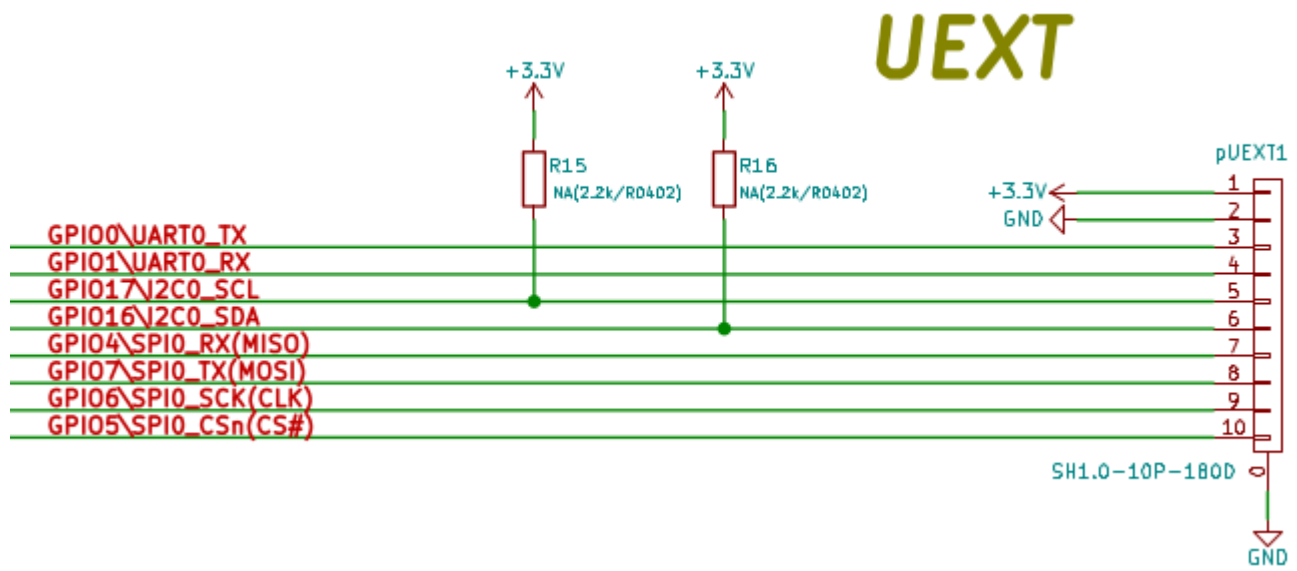 UEXT
+3.3V
+3.3V
pUEXT1
R15
NA(2.2k/R0402)
R16
NA(2.2k/R0402)
+3.3V
1
GND
2
GPIO0\UART0_TX
3
GPIO1\UART0_RX
4
GPIO17\I2C0_SCL
5
GPIO16\I2C0_SDA
6
GPIO4\SPI0_RX(MISO)
7
GPIO7\SPI0_TX(MOSI)
8
GPIO6\SPI0_SCK(CLK)
9
GPIO5\SPI0_CSn(CS#)
10
SH1.0-10P-180D
0
GND